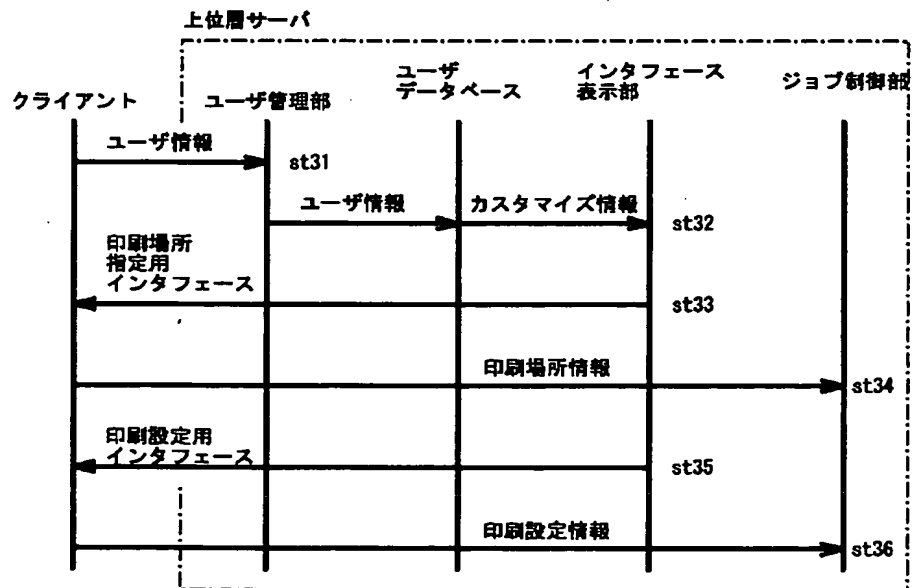 上位層サーバ
クライアント
ユーザ管理部
ユーザ
データベース
インタフェース
表示部
ジョブ制御部
ユーザ情報
st31
ユーザ情報
カスタマイズ情報
st32
印刷場所
指定用
インタフェース
st33
印刷場所情報
st34
印刷設定用
インタフェース
st35
印刷設定情報
st36